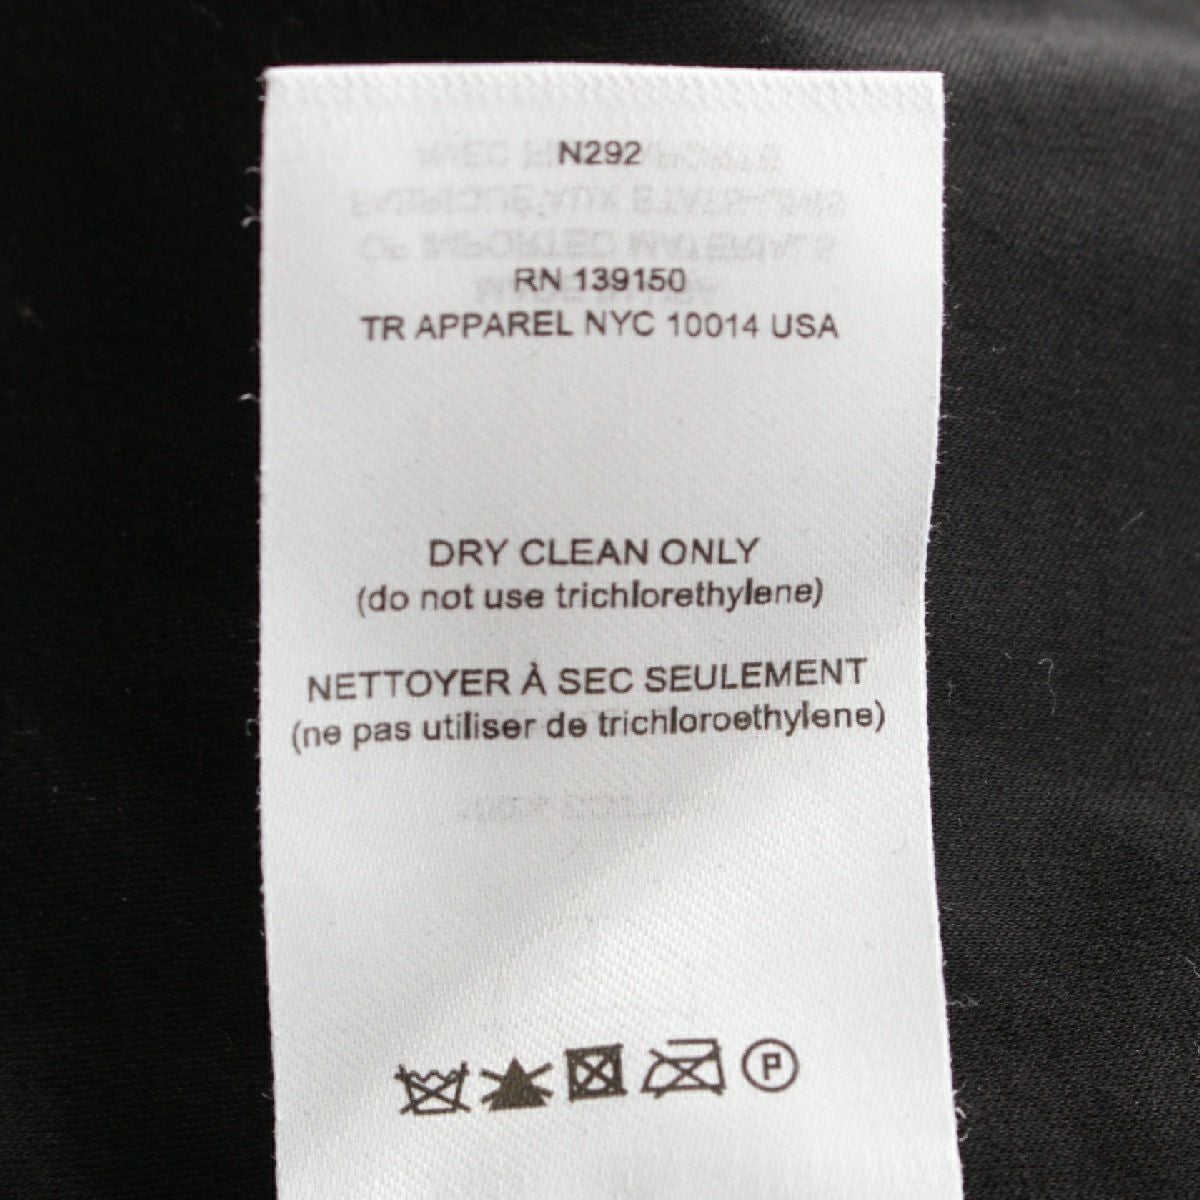 N292
RN 139150
TR APPAREL NYC 10014 USA
DRY CLEAN ONLY
(do not use trichlorethylene)
NETTOYER À SEC SEULEMENT
(ne pas utiliser de trichloroethylene)
P